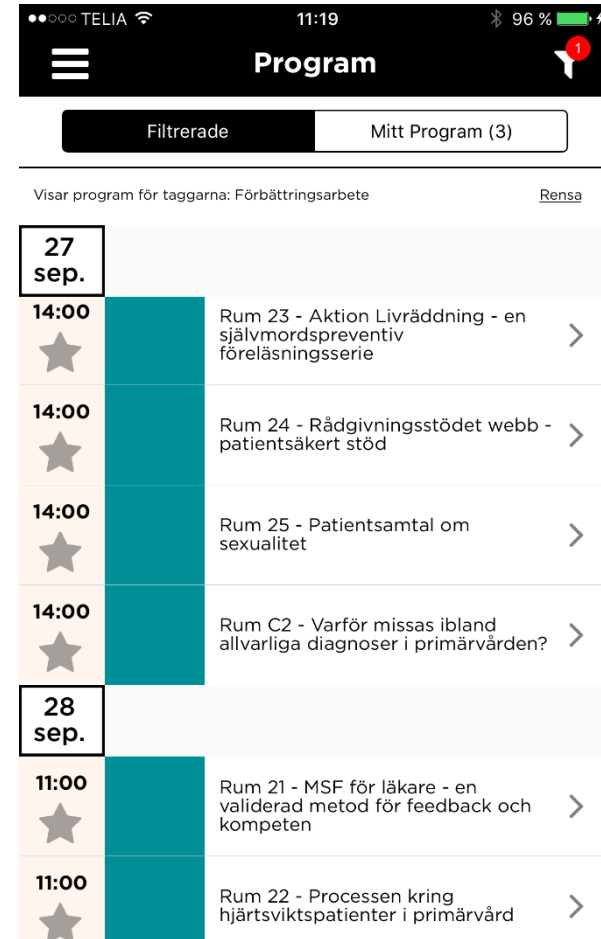 TELIA 11:19 96 %
Program
1
Filtrerade Mitt Program (3)
Visar program för taggarna: Förbättringsarbete Rensa
27
sep.
14:00
Rum 23 - Aktion Livräddning - en
självmordspreventiv
föreläsningsserie
14:00
Rum 24 - Rådgivningsstödet webb -
patientsäkert stöd
14:00
Rum 25 - Patientsamtal om
sexualitet
14:00
Rum C2 - Varför missas ibland
allvarliga diagnoser i primärvården?
28
sep.
11:00
Rum 21 - MSF för läkare - en
validerad metod för feedback och
kompeten
11:00
Rum 22 - Processen kring
hjärtsviktspatienter i primärvård